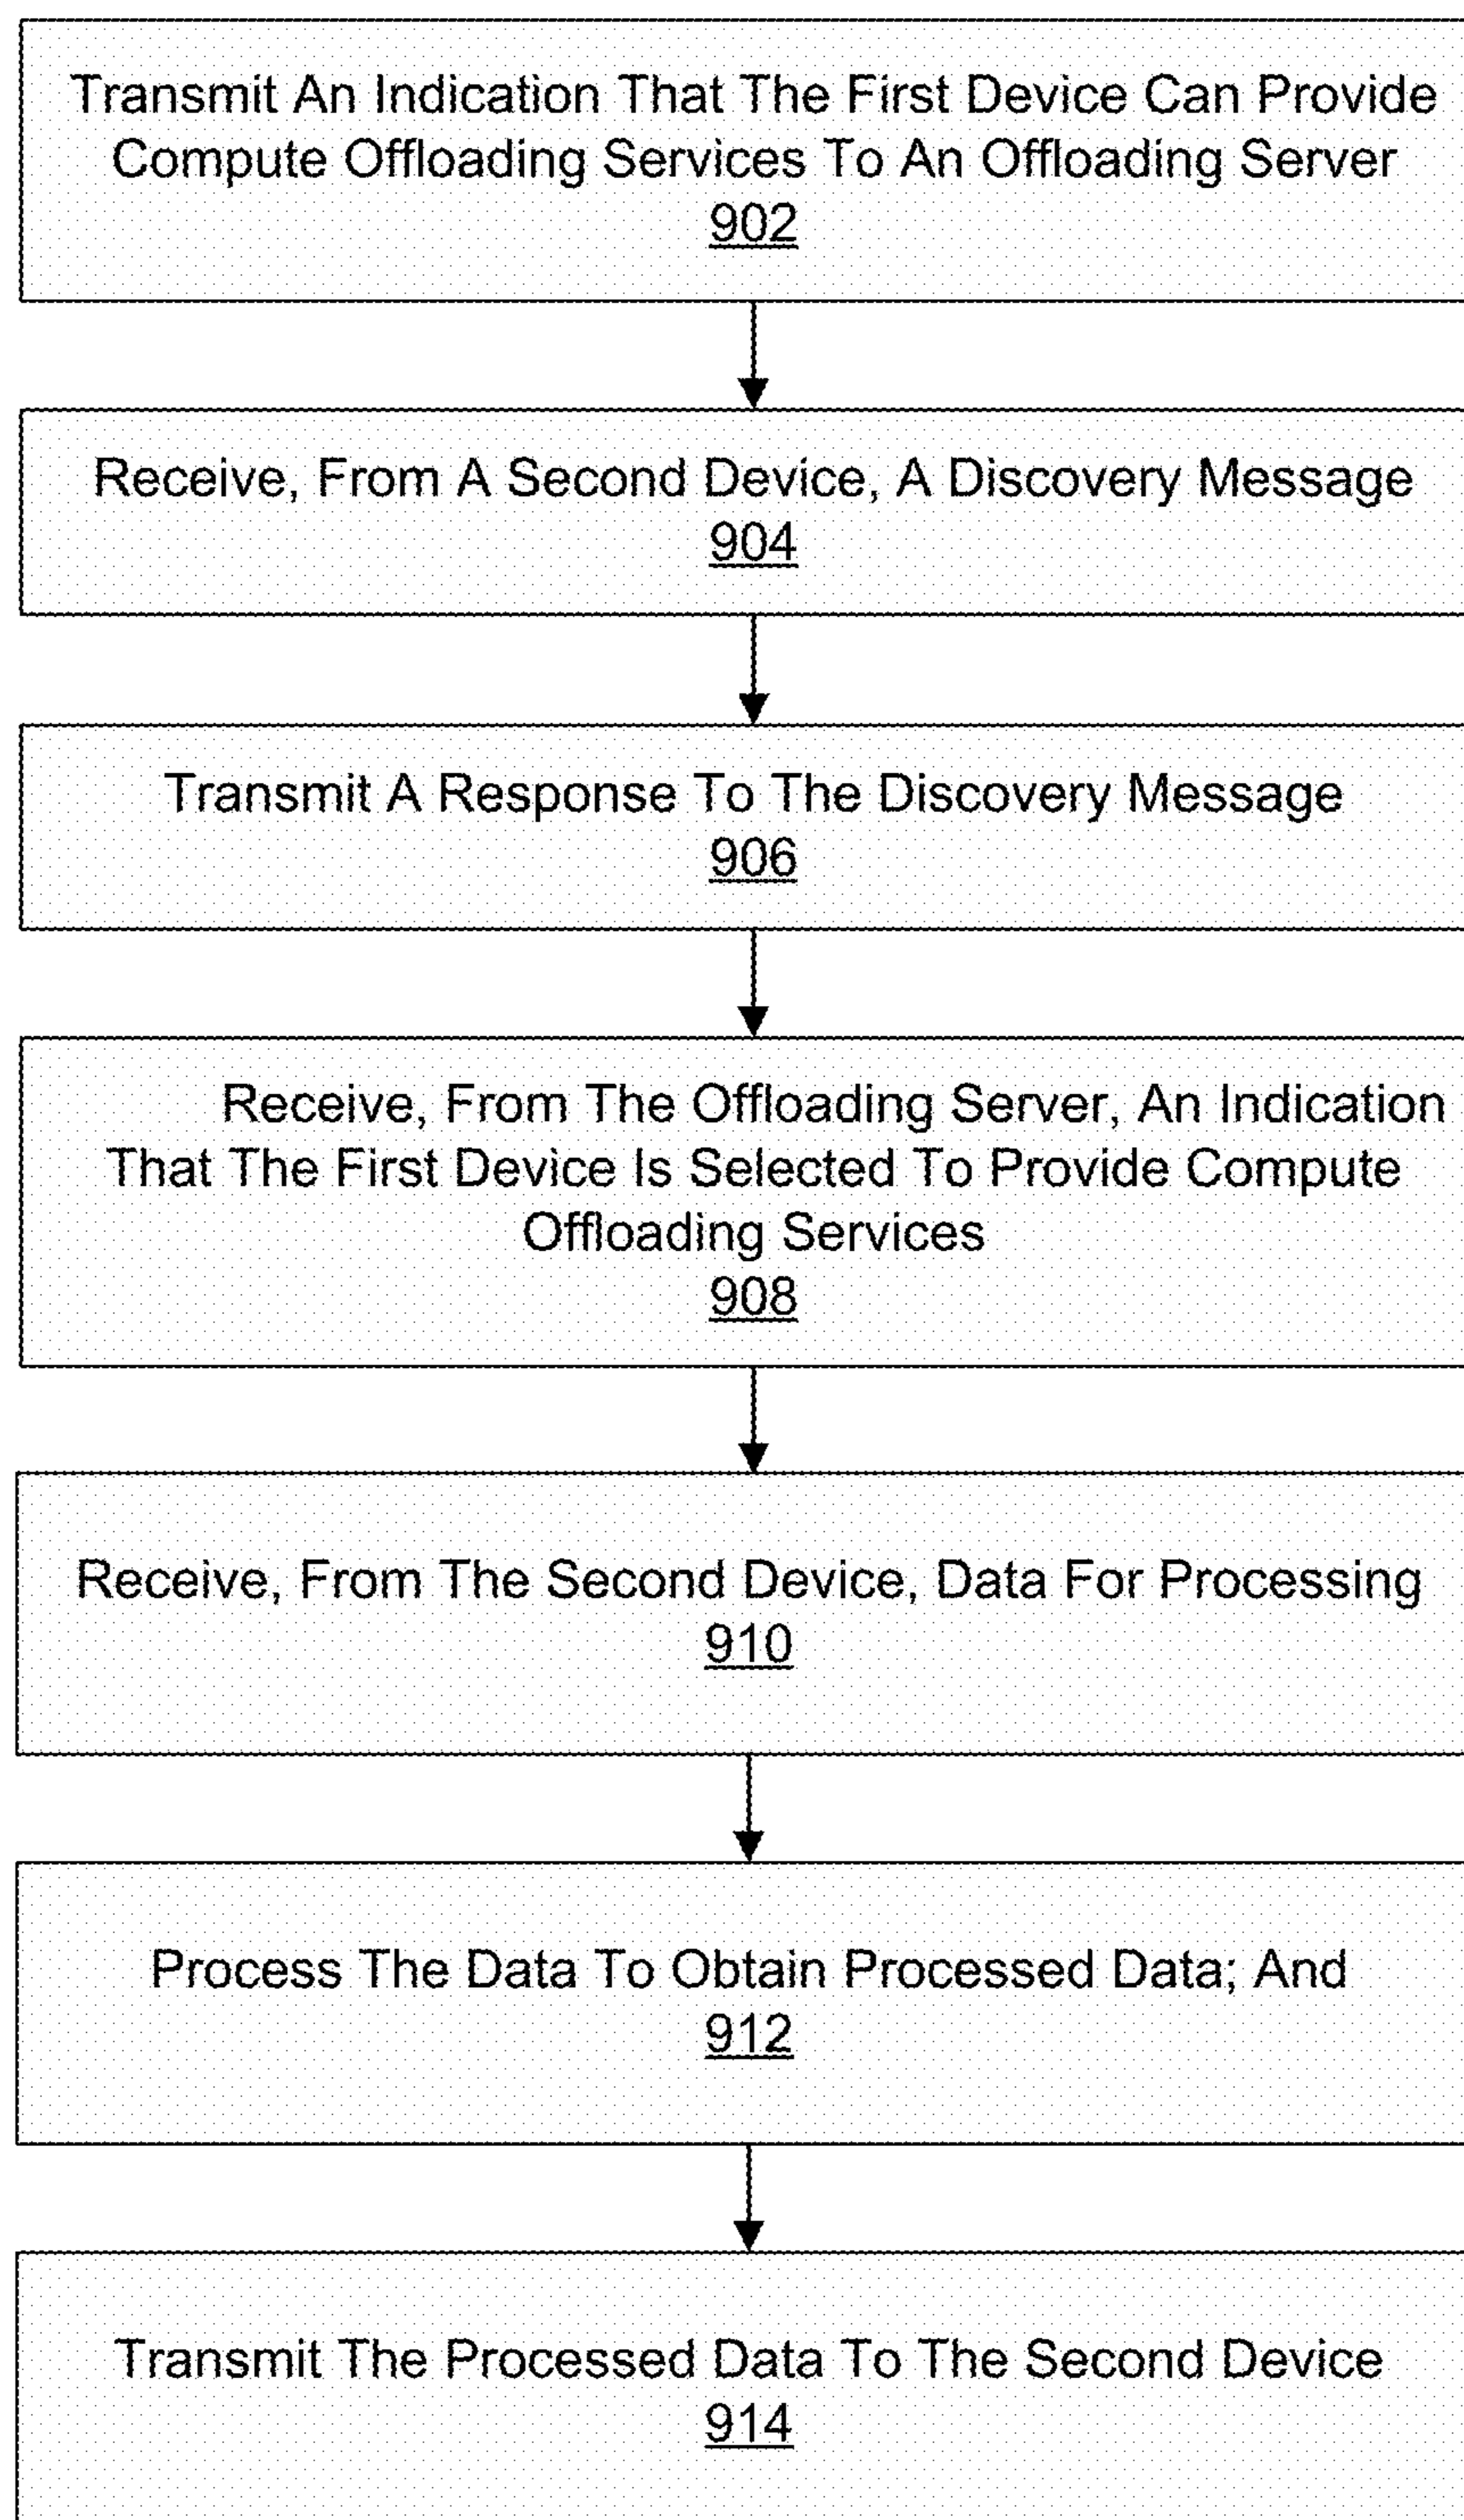 Transmit An Indication That The First Device Can Provide
Compute Offloading Services To An Offloading Server
902
Receive, From A Second Device, A Discovery Message
904
Transmit A Response To The Discovery Message
906
Receive, From The Offloading Server, An Indication
That The First Device Is Selected To Provide Compute
Offloading Services
908
Receive, From The Second Device, Data For Processing
910
Process The Data To Obtain Processed Data; And
912
Transmit The Processed Data To The Second Device
914